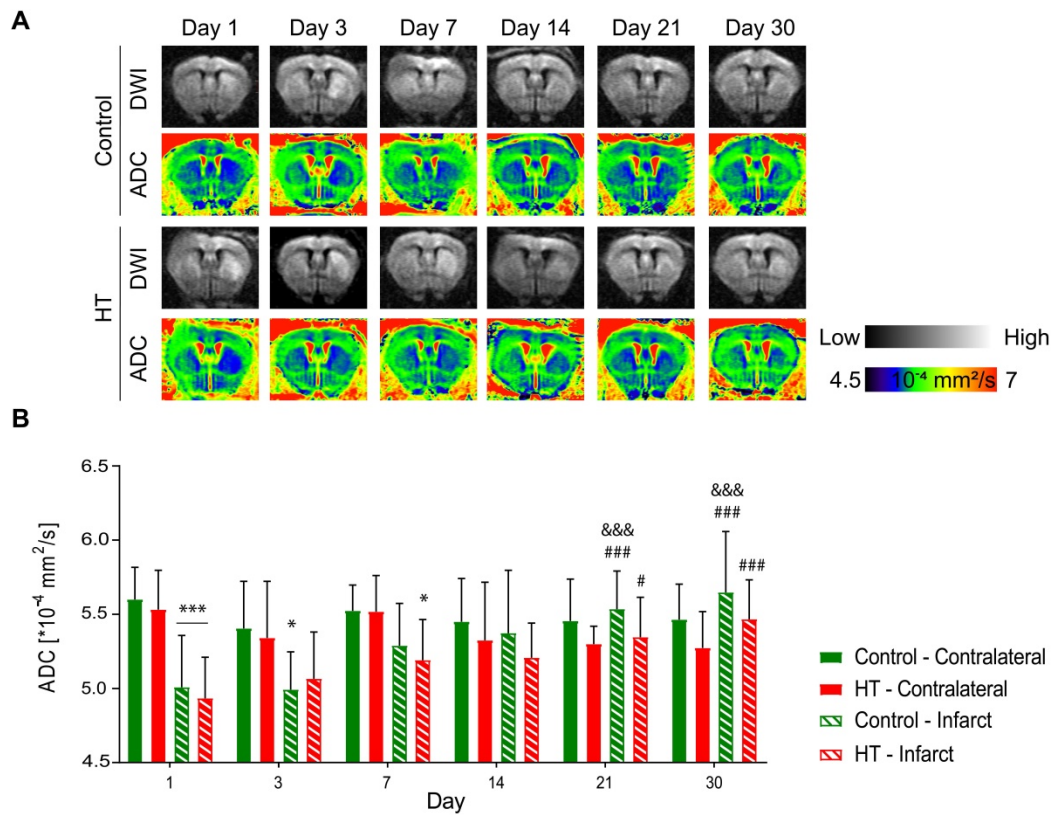 A
Day 1 Day 3 Day 7 Day 14 Day 21 Day 30
Control
DWI
ADC
HT
DWI
ADC
Low High
4.5 10⁻⁴ mm²/s 7
B
ADC [*10⁻⁴ mm²/s]
6.5
6.0
5.5
5.0
4.5
***
*
*
&&&
###
#
&&&
###
###
1 3 7 14 21 30
Day
Control - Contralateral
HT - Contralateral
Control - Infarct
HT - Infarct